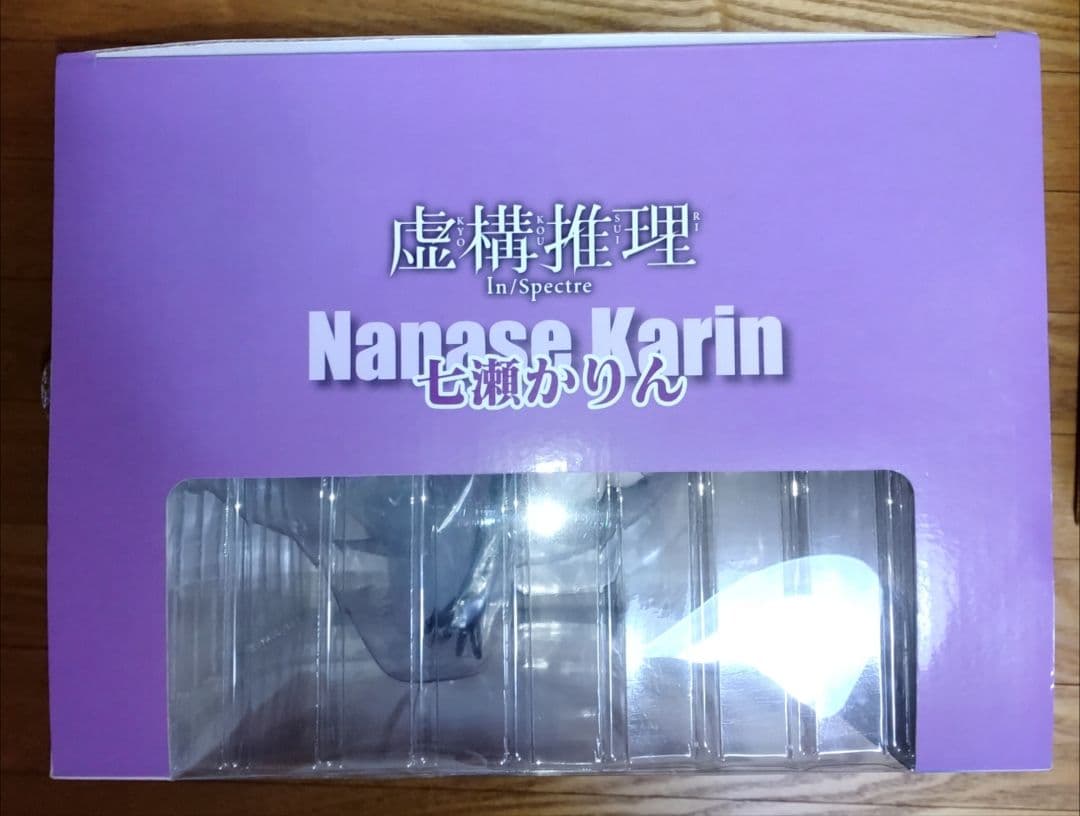 虚構推理
KYO KOU SUI RI
In/Spectre
Nanase Karin
七瀬かりん